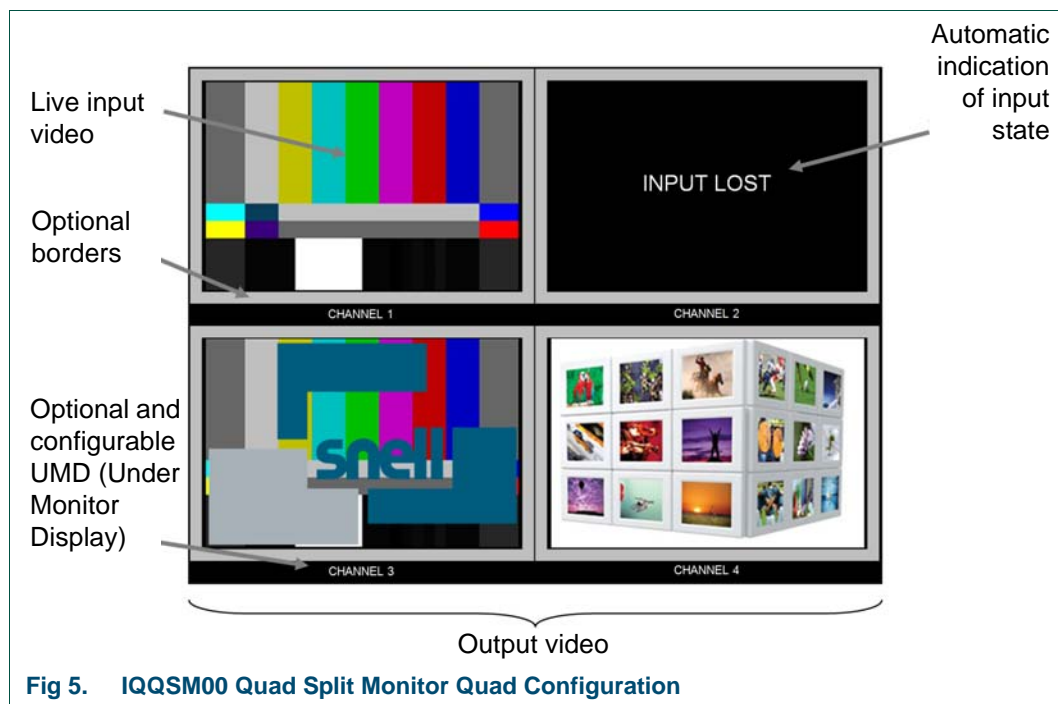 Automatic
indication
of input
state
Live input
video
INPUT LOST
Optional
borders
CHANNEL 1
CHANNEL 2
Optional and
configurable
UMD (Under
Monitor
Display)
snell
CHANNEL 3
CHANNEL 4
Output video
Fig 5. IQQSM00 Quad Split Monitor Quad Configuration